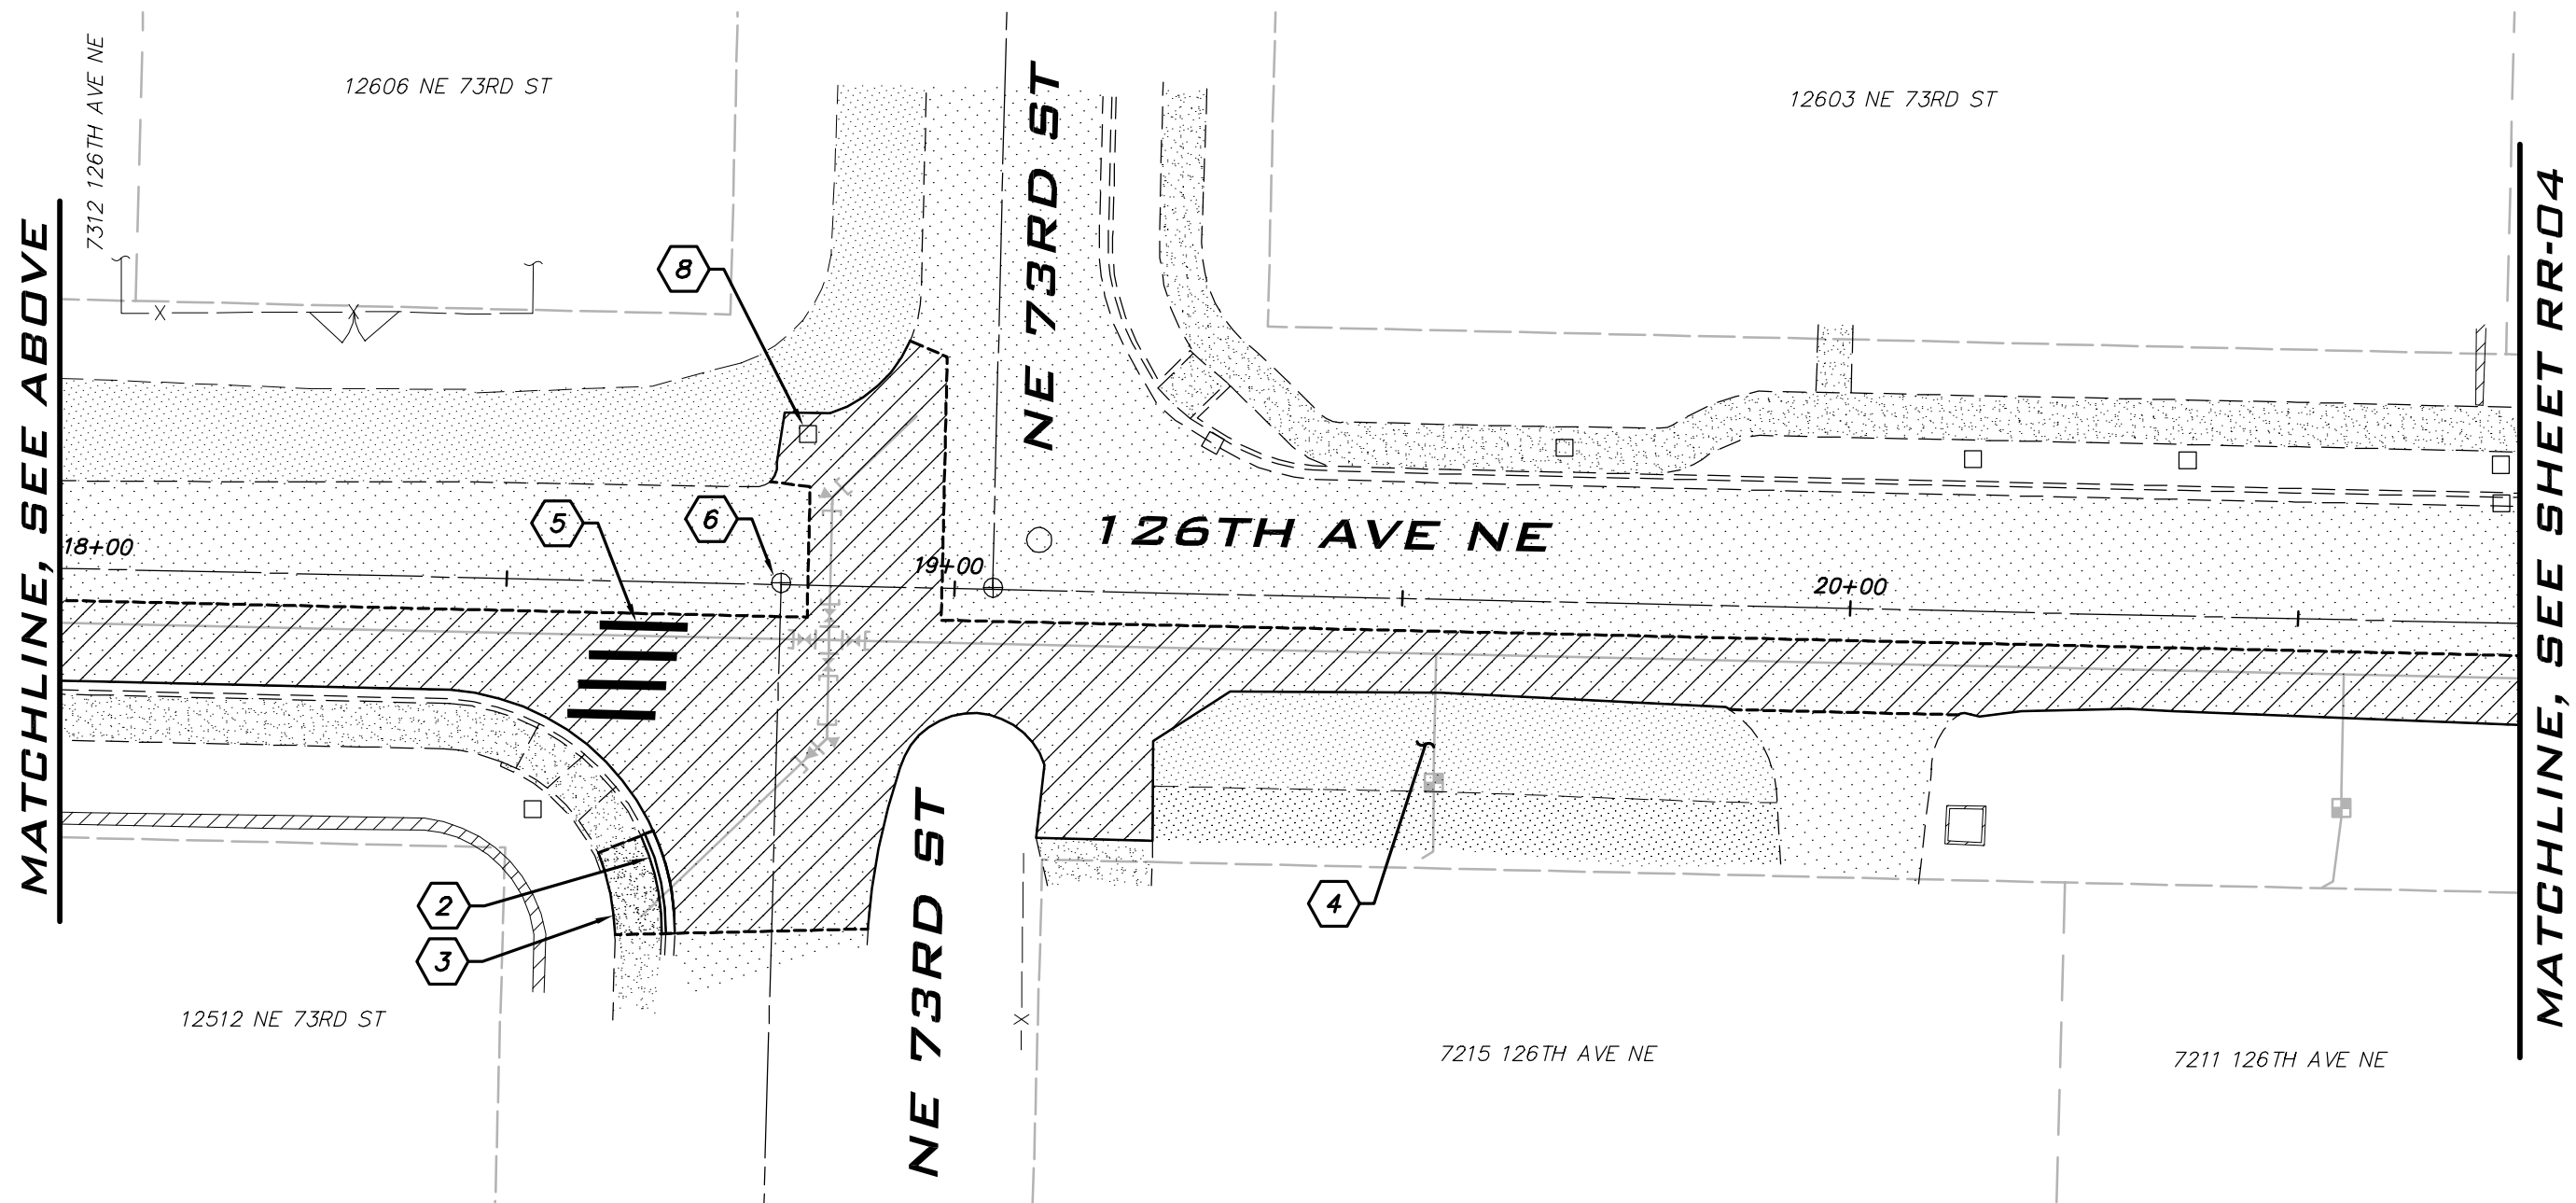 7312 126TH AVE NE
12606 NE 73RD ST
NE 73RD ST
12603 NE 73RD ST
MATCHLINE, SEE ABOVE
MATCHLINE, SEE SHEET RR-04
8
5
6
126TH AVE NE
18+00
19+00
20+00
X
X
2
3
4
NE 73RD ST
X
12512 NE 73RD ST
7215 126TH AVE NE
7211 126TH AVE NE